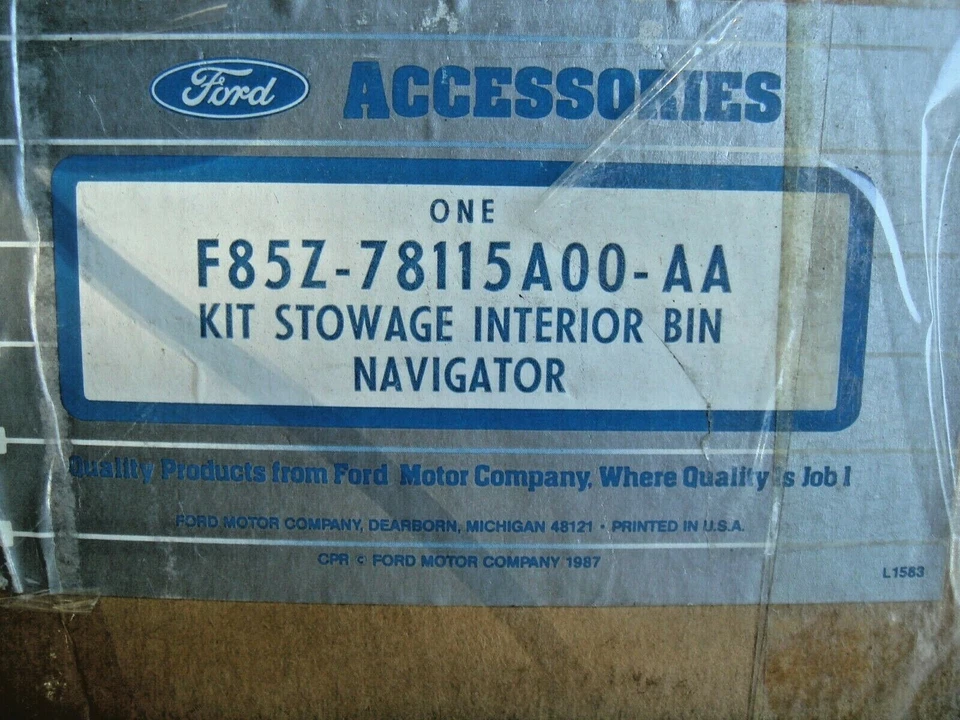 Ford ACCESSORIES
ONE
F85Z-78115A00-AA
KIT STOWAGE INTERIOR BIN
NAVIGATOR
Quality Products from Ford Motor Company, Where Quality is Job 1
FORD MOTOR COMPANY, DEARBORN, MICHIGAN 48121 • PRINTED IN U.S.A.
CPR © FORD MOTOR COMPANY 1987
L1583